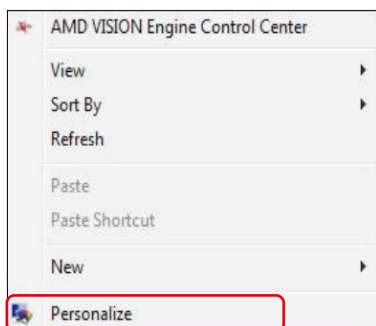 AMD VISION Engine Control Center
View
Sort By
Refresh
Paste
Paste Shortcut
New
Personalize